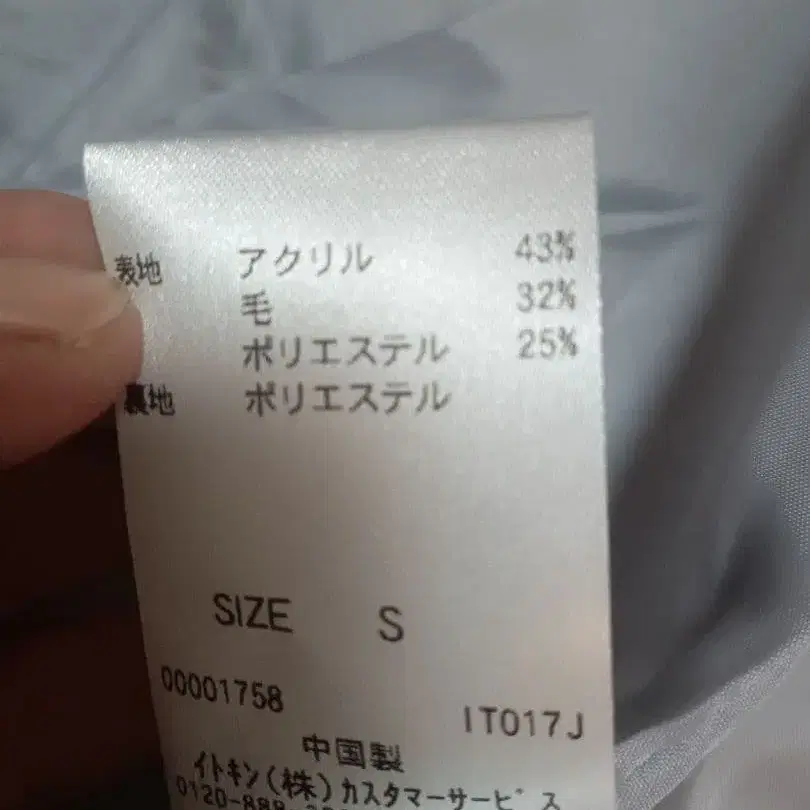 表地 アクリル 43%
毛 32%
ポリエステル 25%
裏地 ポリエステル
SIZE S
00001758
IT017J
中国製
イトキン(株)カスタマーサービス
0120-888-